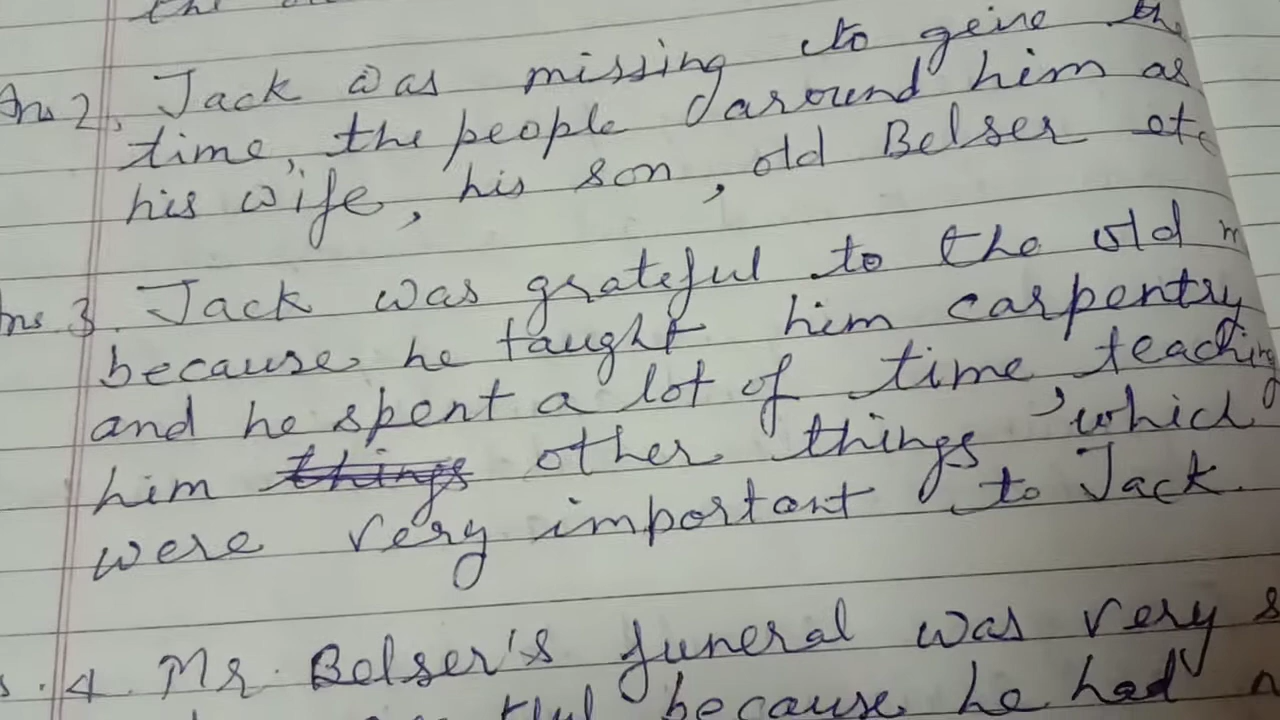 the
Ans 2. Jack was missing to geive the
time, the people around him as
his wife, his son, old Belser etc
Ans 3. Jack was grateful to the old
because he taught him carpentry
and he spent a lot of time, teaching
him things other things, which
were very important to Jack.
s. 4. Mr. Belser's funeral was very
because he had